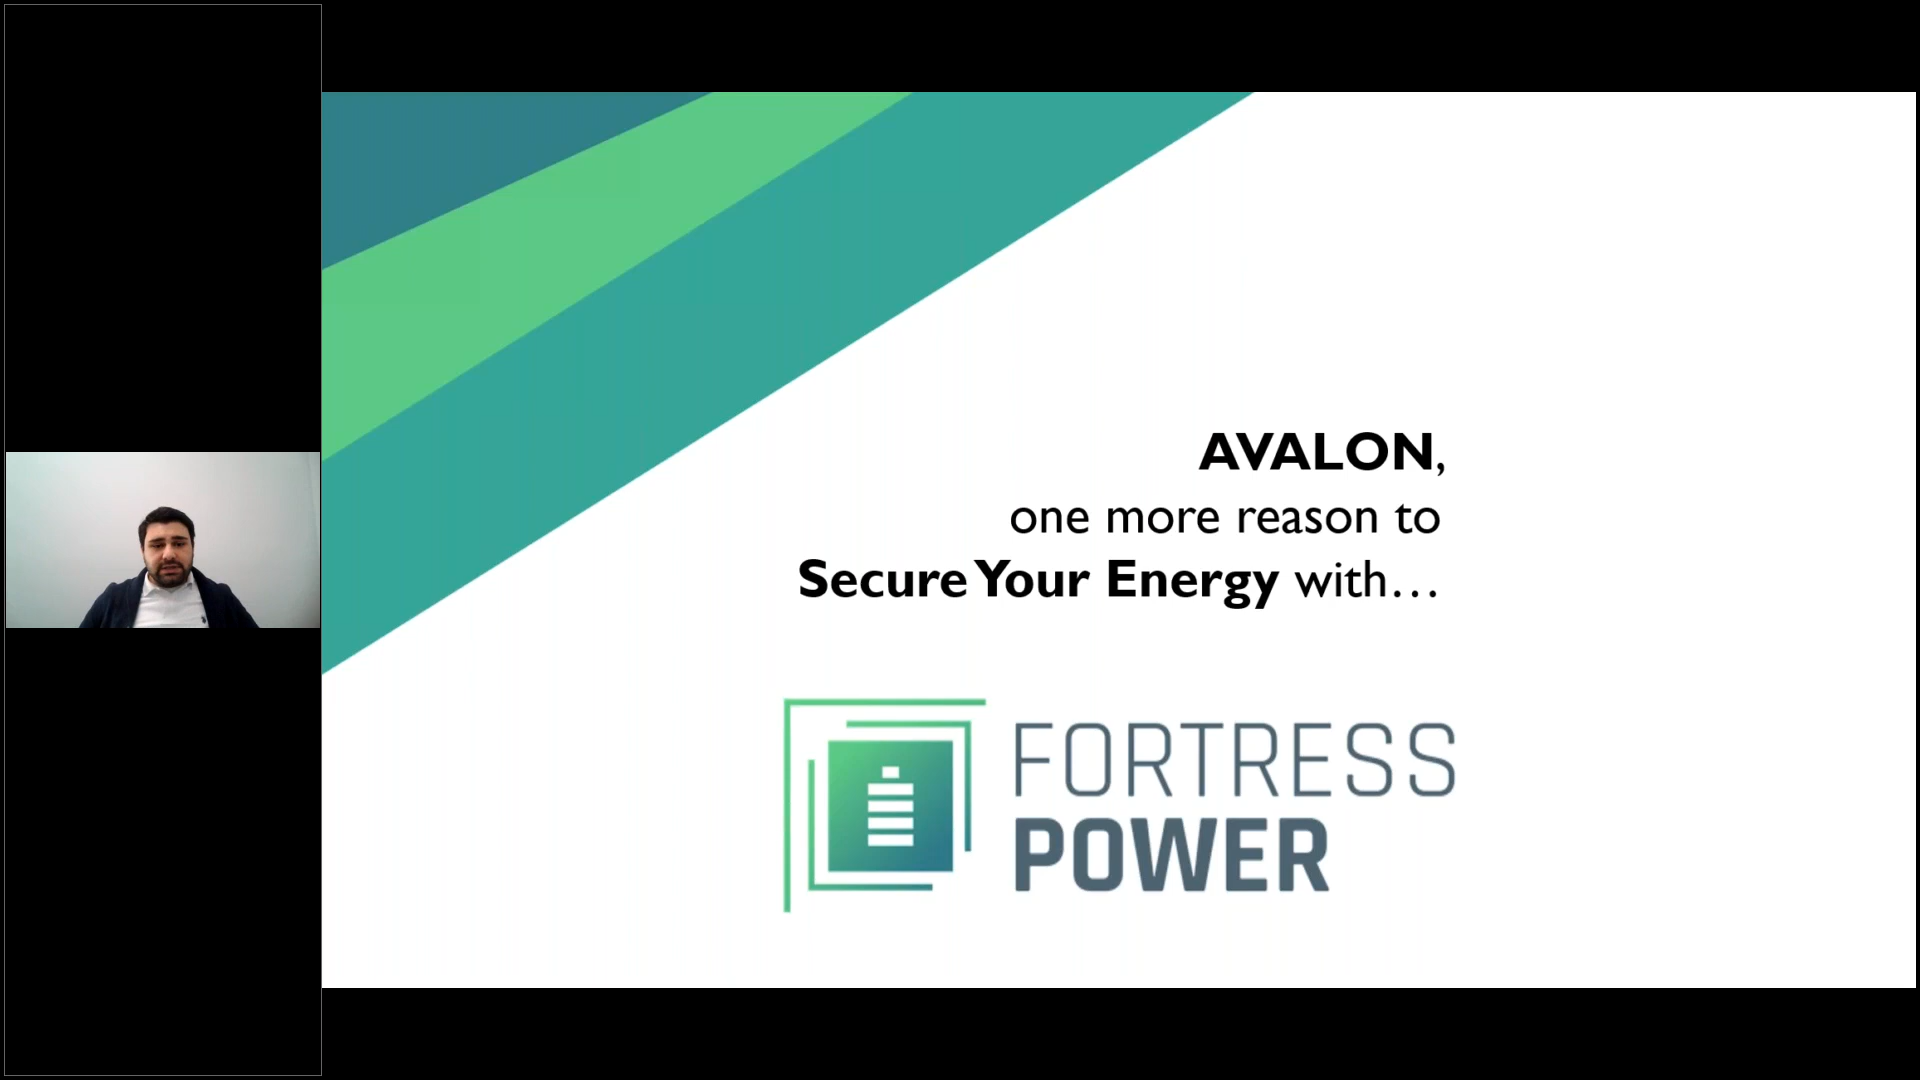 AVALON,
one more reason to
Secure Your Energy with…
FORTRESS
POWER